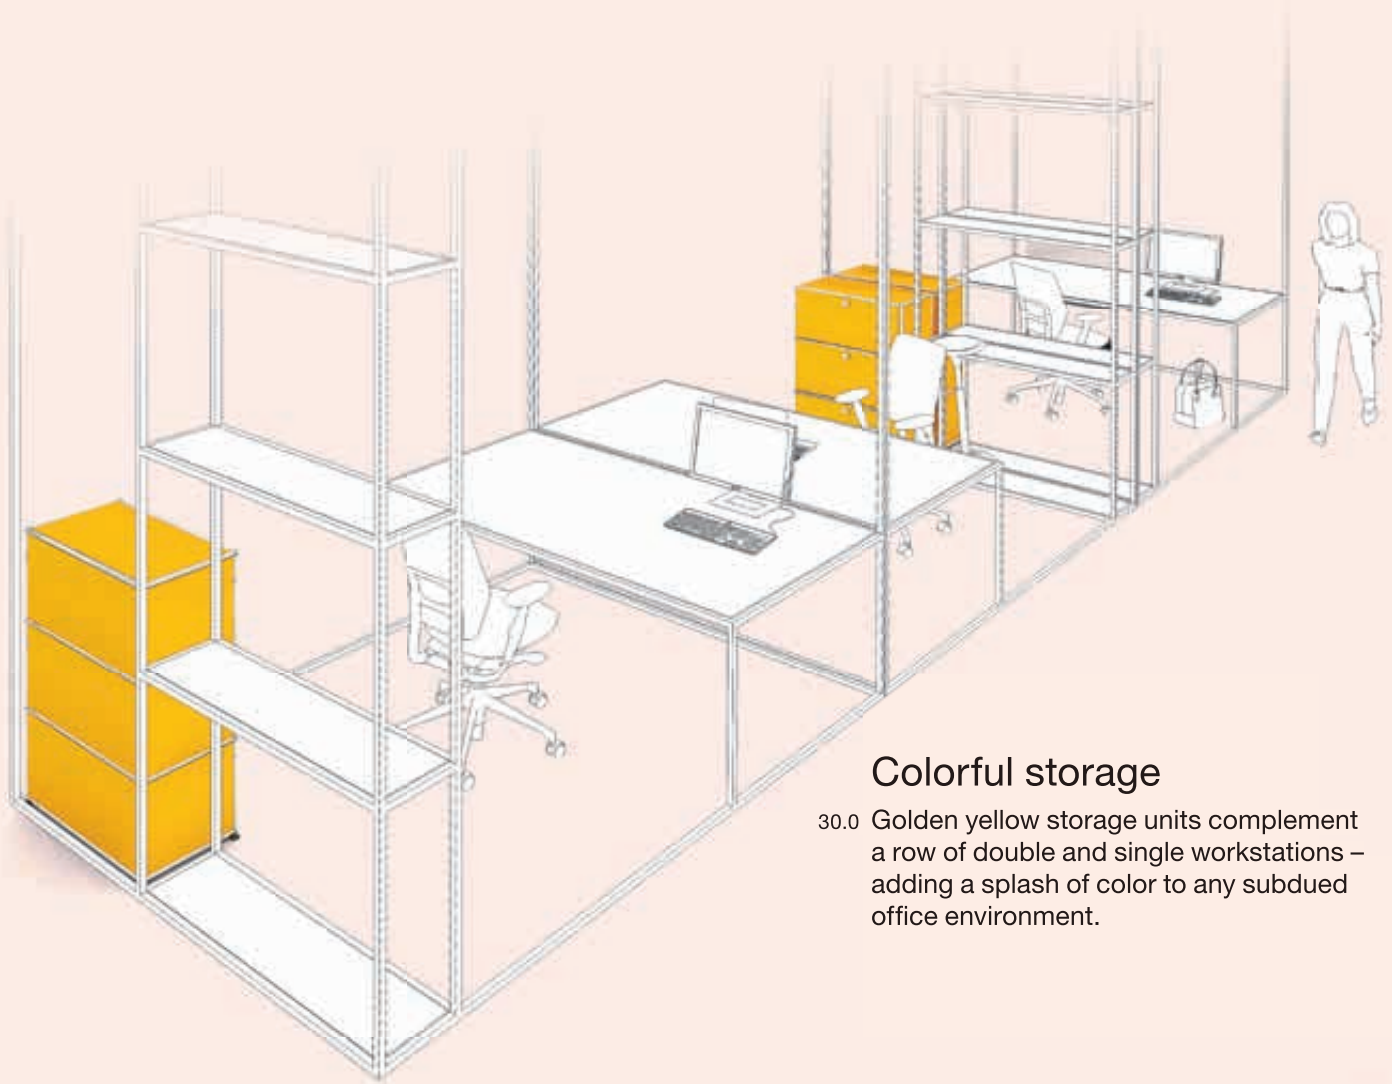 Colorful storage
30.0 Golden yellow storage units complement
a row of double and single workstations –
adding a splash of color to any subdued
office environment.